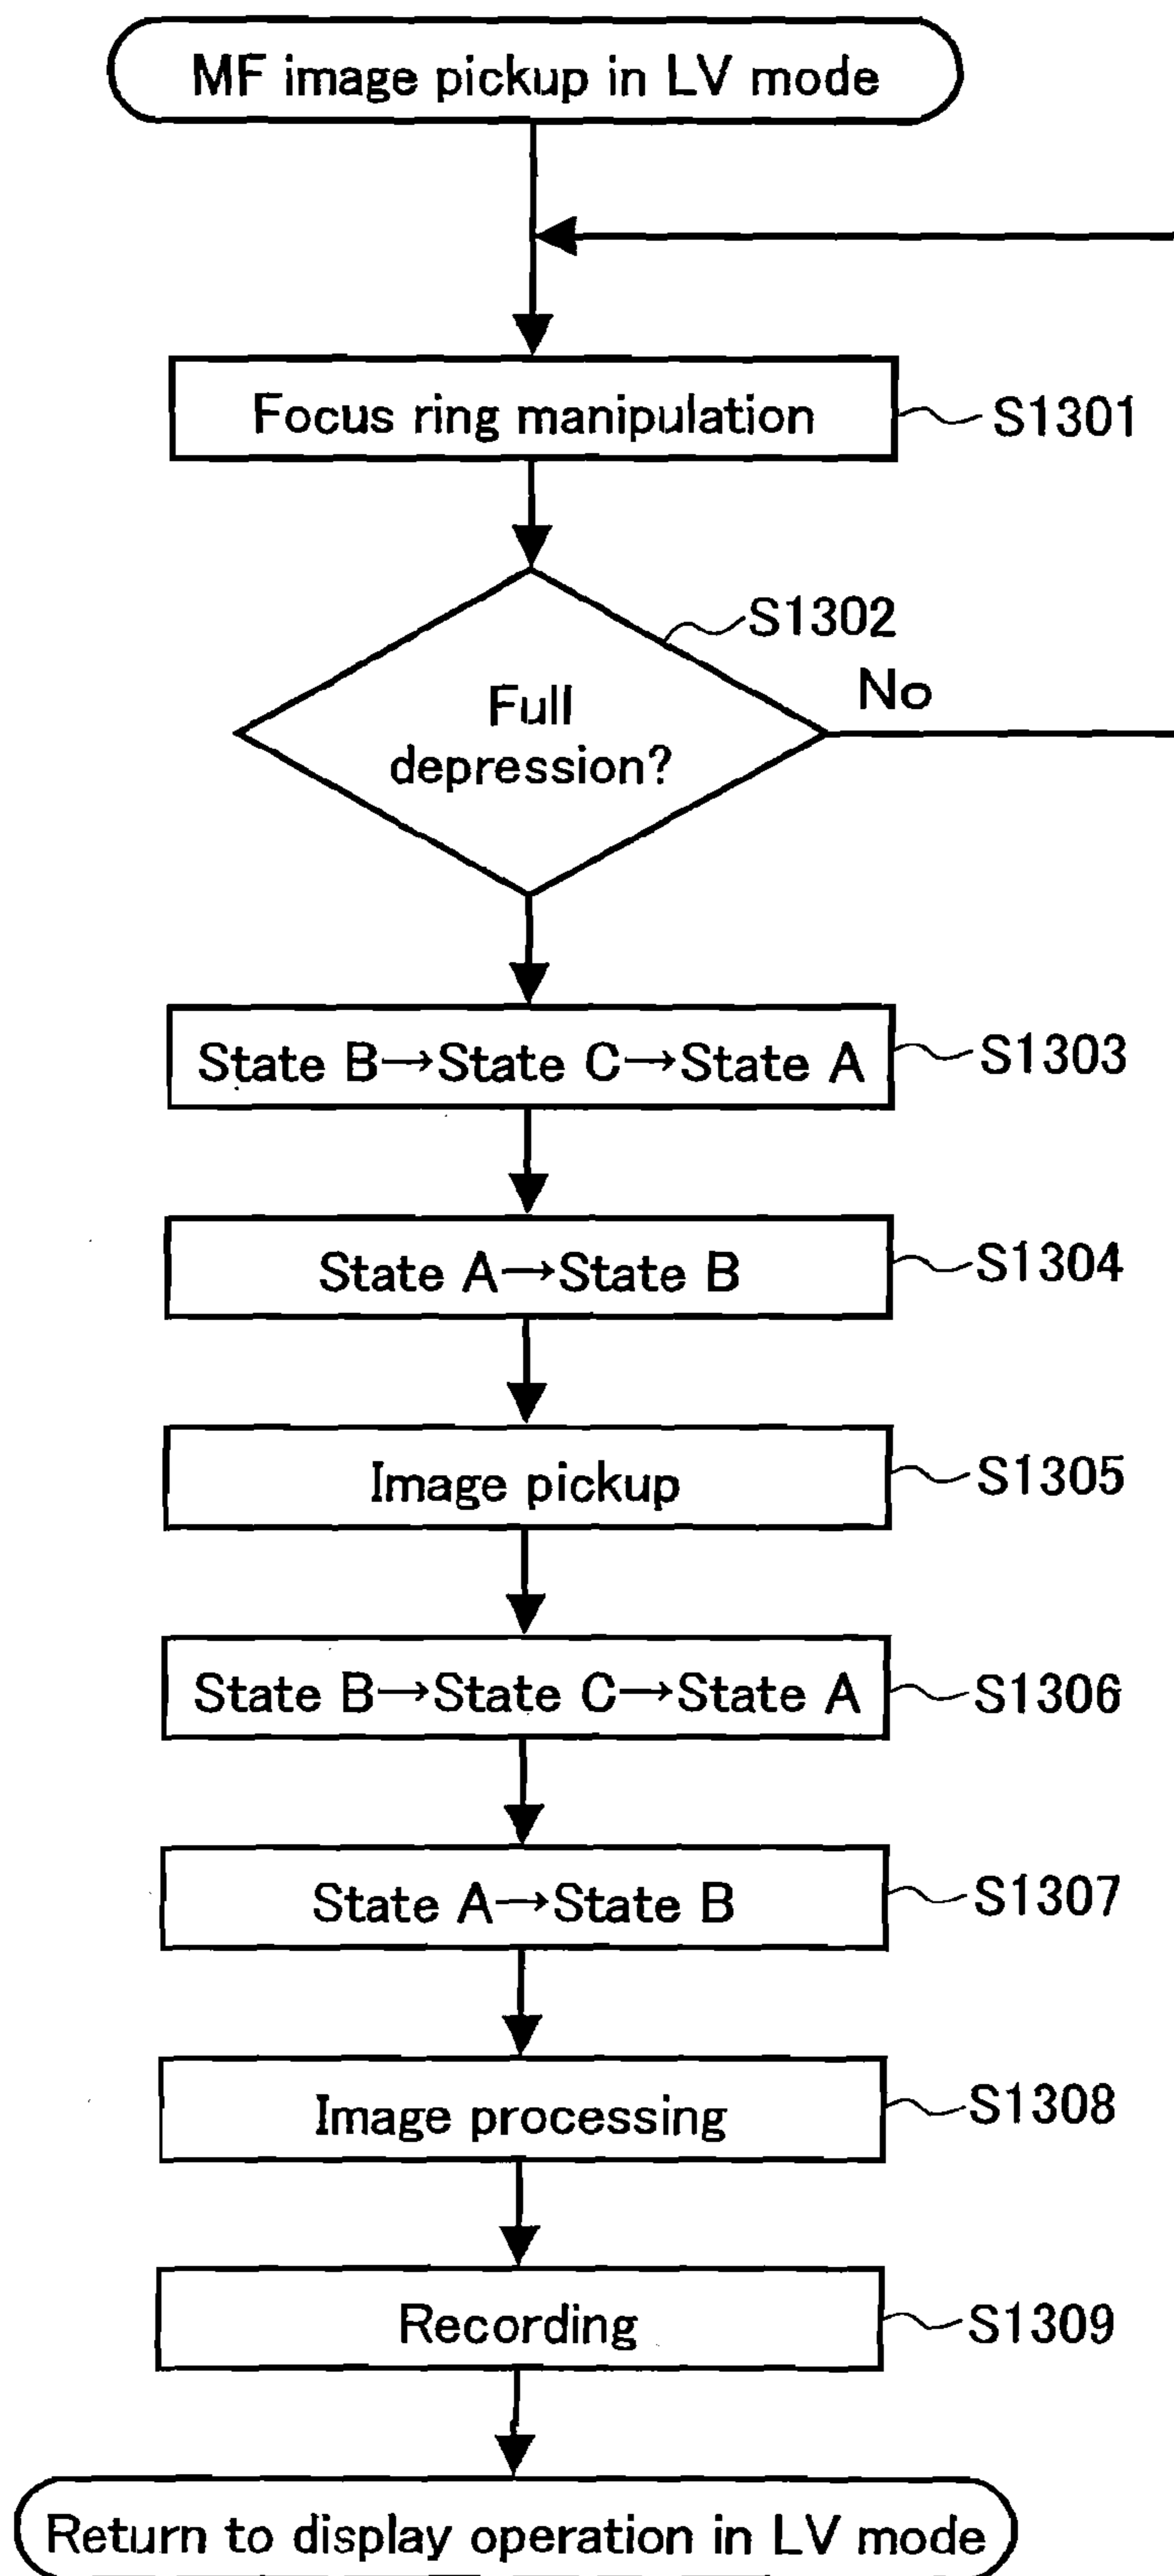 MF image pickup in LV mode
Focus ring manipulation
S1301
S1302
Full
depression?
No
State B→State C→State A
S1303
State A→State B
S1304
Image pickup
S1305
State B→State C→State A
S1306
State A→State B
S1307
Image processing
S1308
Recording
S1309
Return to display operation in LV mode